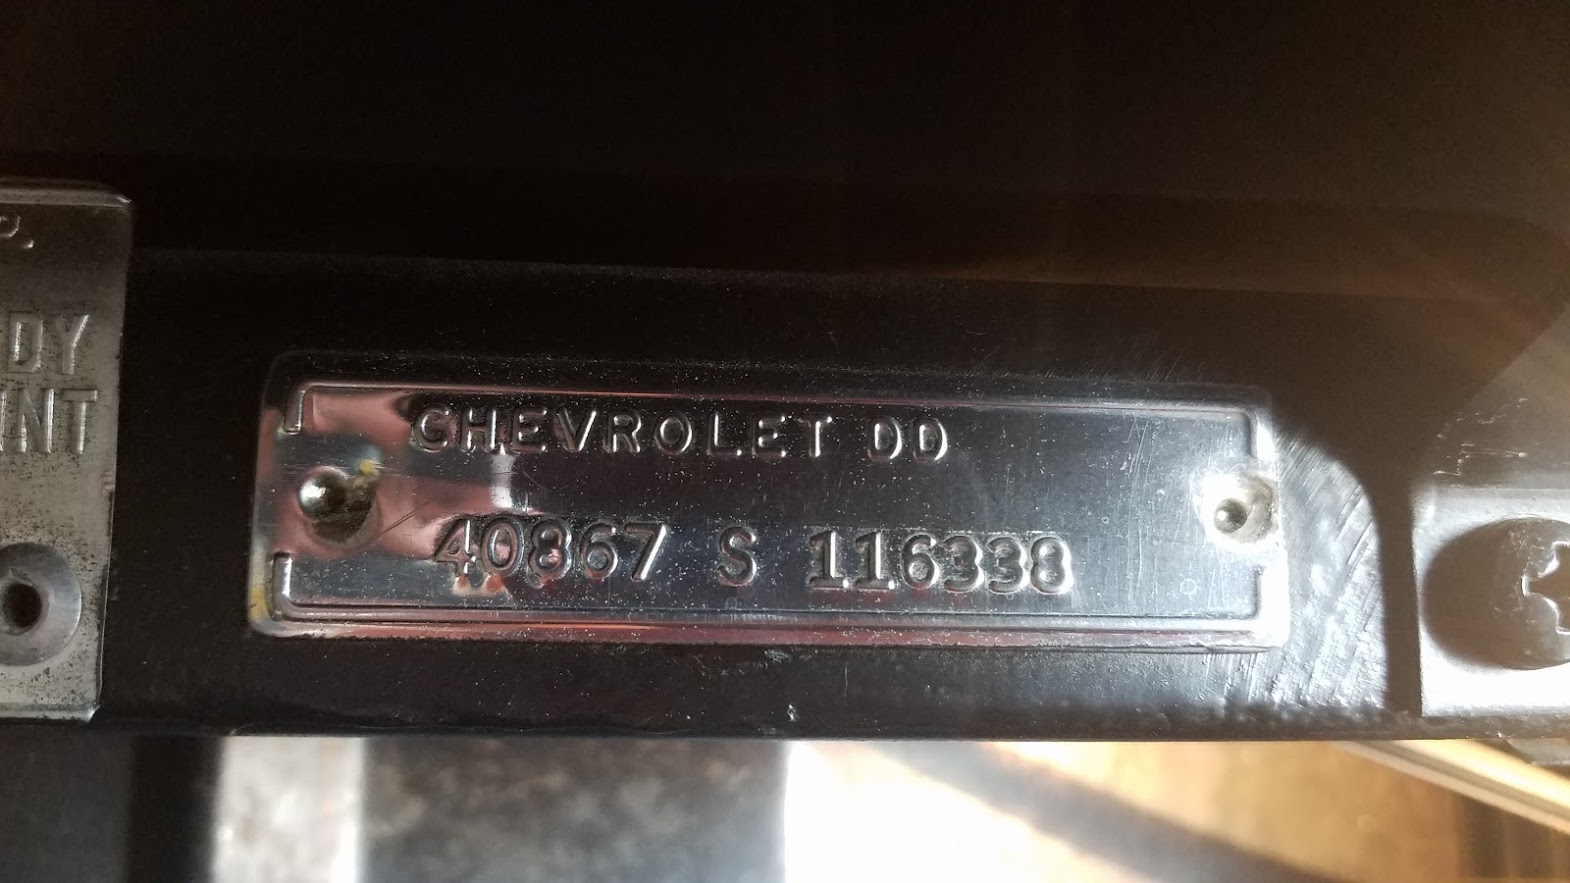 P.
DY
INT
CHEVROLET DD
40867 S 116338